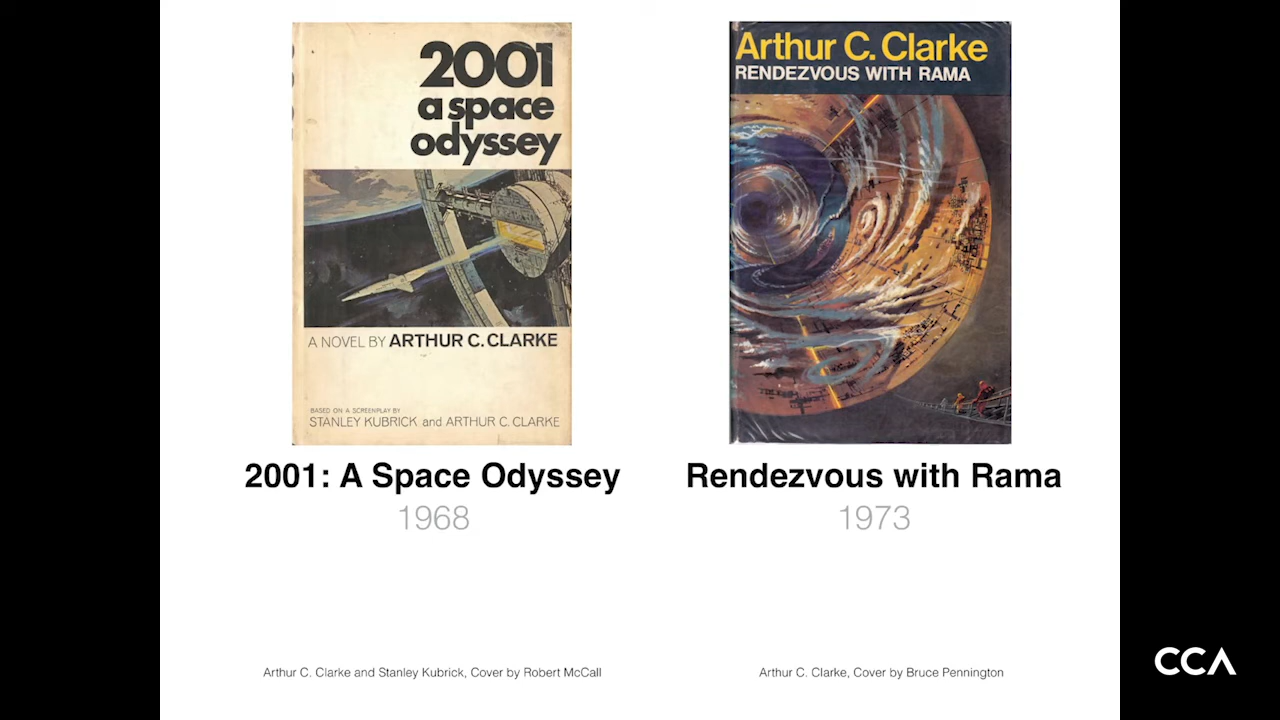 2001
a space
odyssey
A NOVEL BY ARTHUR C. CLARKE
BASED ON A SCREENPLAY BY
STANLEY KUBRICK and ARTHUR C. CLARKE
Arthur C. Clarke
RENDEZVOUS WITH RAMA
2001: A Space Odyssey
1968
Rendezvous with Rama
1973
Arthur C. Clarke and Stanley Kubrick, Cover by Robert McCall
Arthur C. Clarke, Cover by Bruce Pennington
CCA